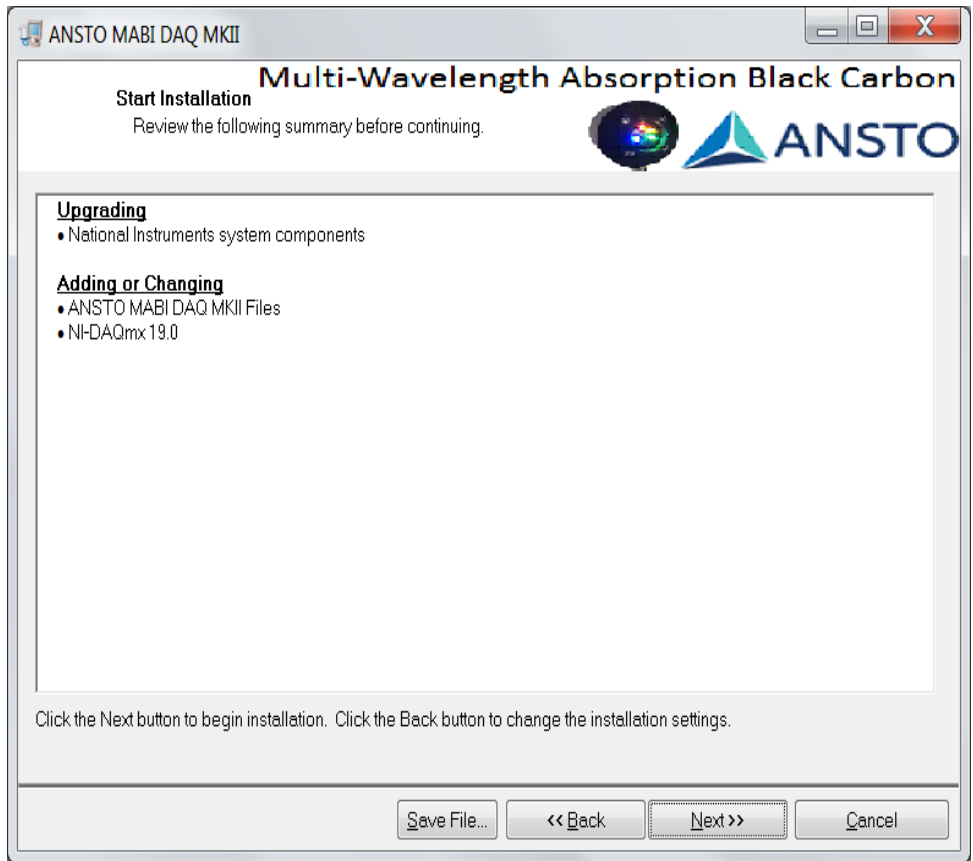 ANSTO MABI DAQ MKII
Multi-Wavelength Absorption Black Carbon
Start Installation
Review the following summary before continuing.
ANSTO
Upgrading
• National Instruments system components
Adding or Changing
• ANSTO MABI DAQ MKII Files
• NI-DAQmx 19.0
Click the Next button to begin installation. Click the Back button to change the installation settings.
Save File... << Back Next >> Cancel